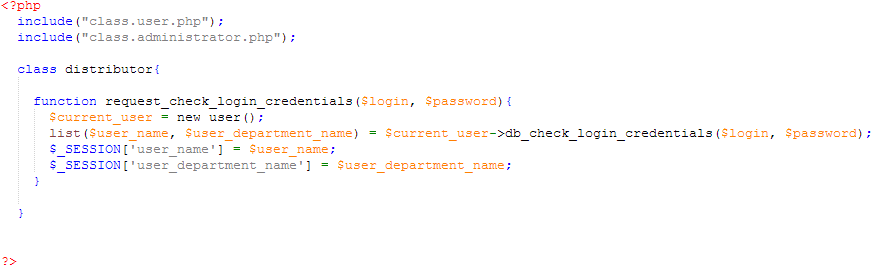 <?php
include("class.user.php");
include("class.administrator.php");
class distributor{
function request_check_login_credentials($login, $password){
$current_user = new user();
list($user_name, $user_department_name) = $current_user->db_check_login_credentials($login, $password);
$_SESSION['user_name'] = $user_name;
$_SESSION['user_department_name'] = $user_department_name;
}
}
?>